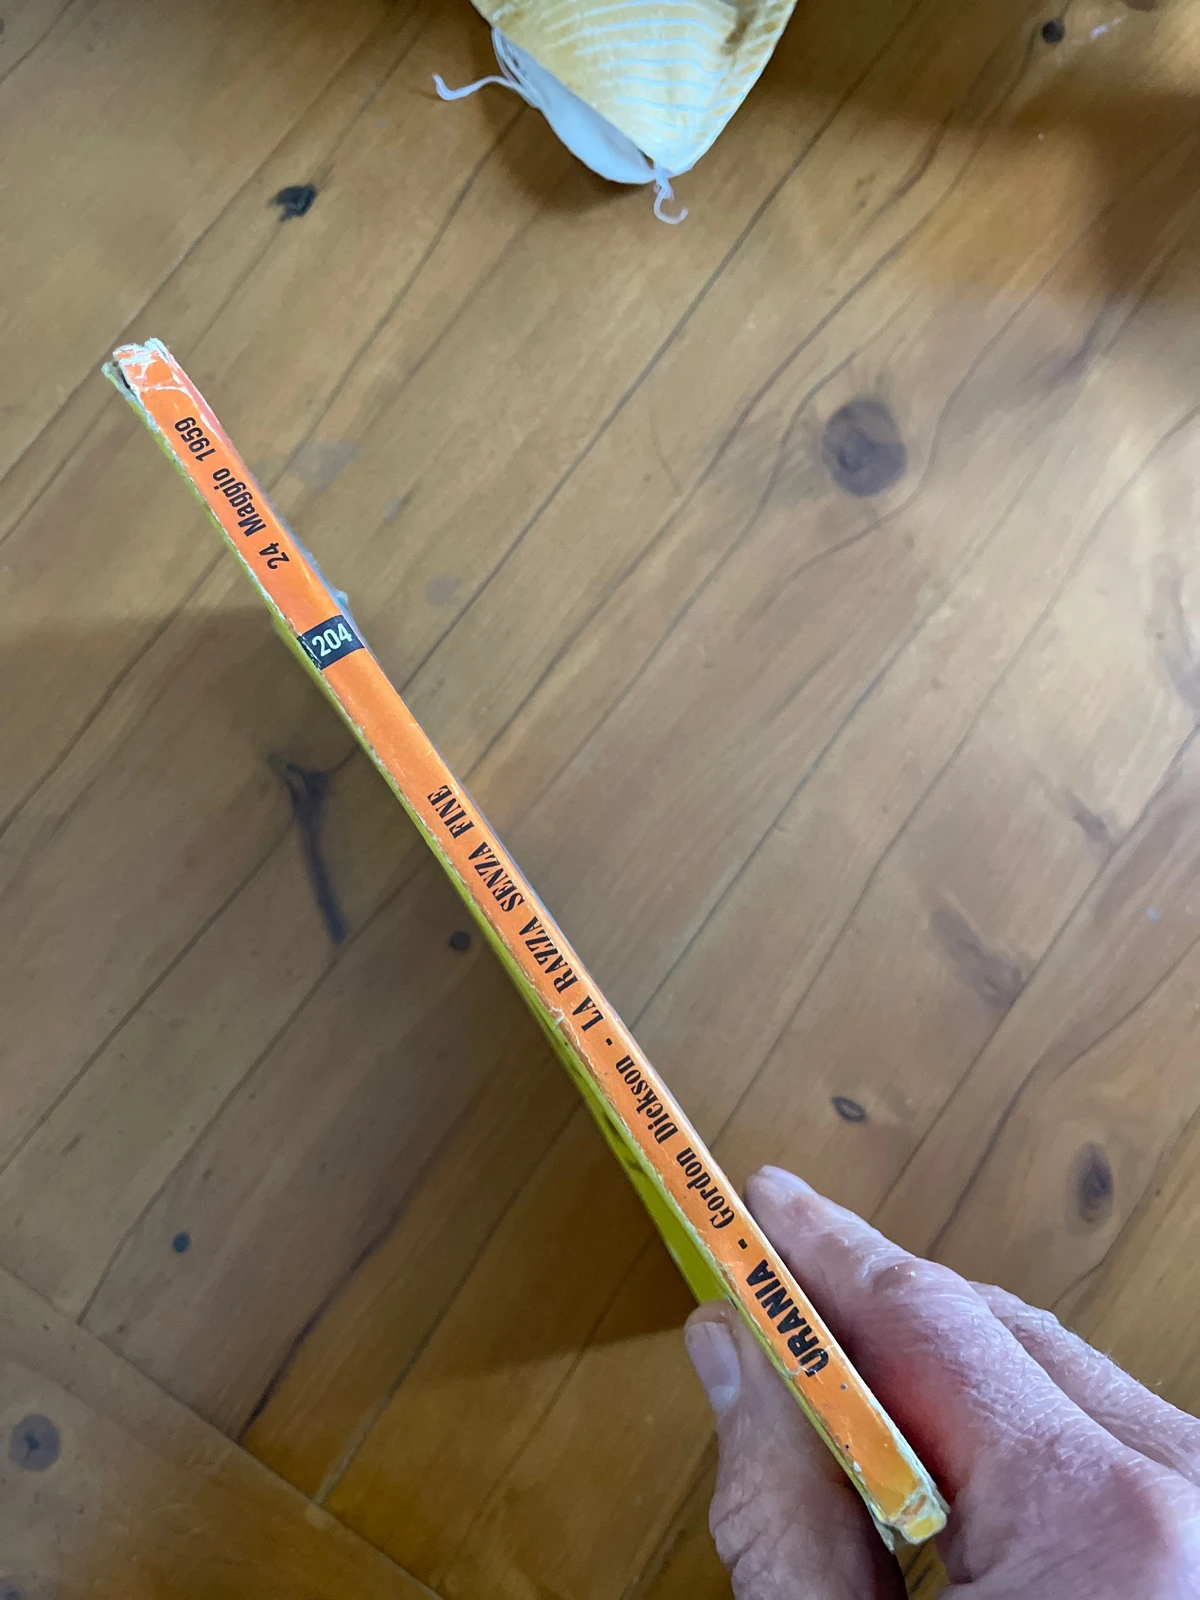 URANIA - Gordon Dickson - LA RAZZA SENZA FINE 204 24 Maggio 1959